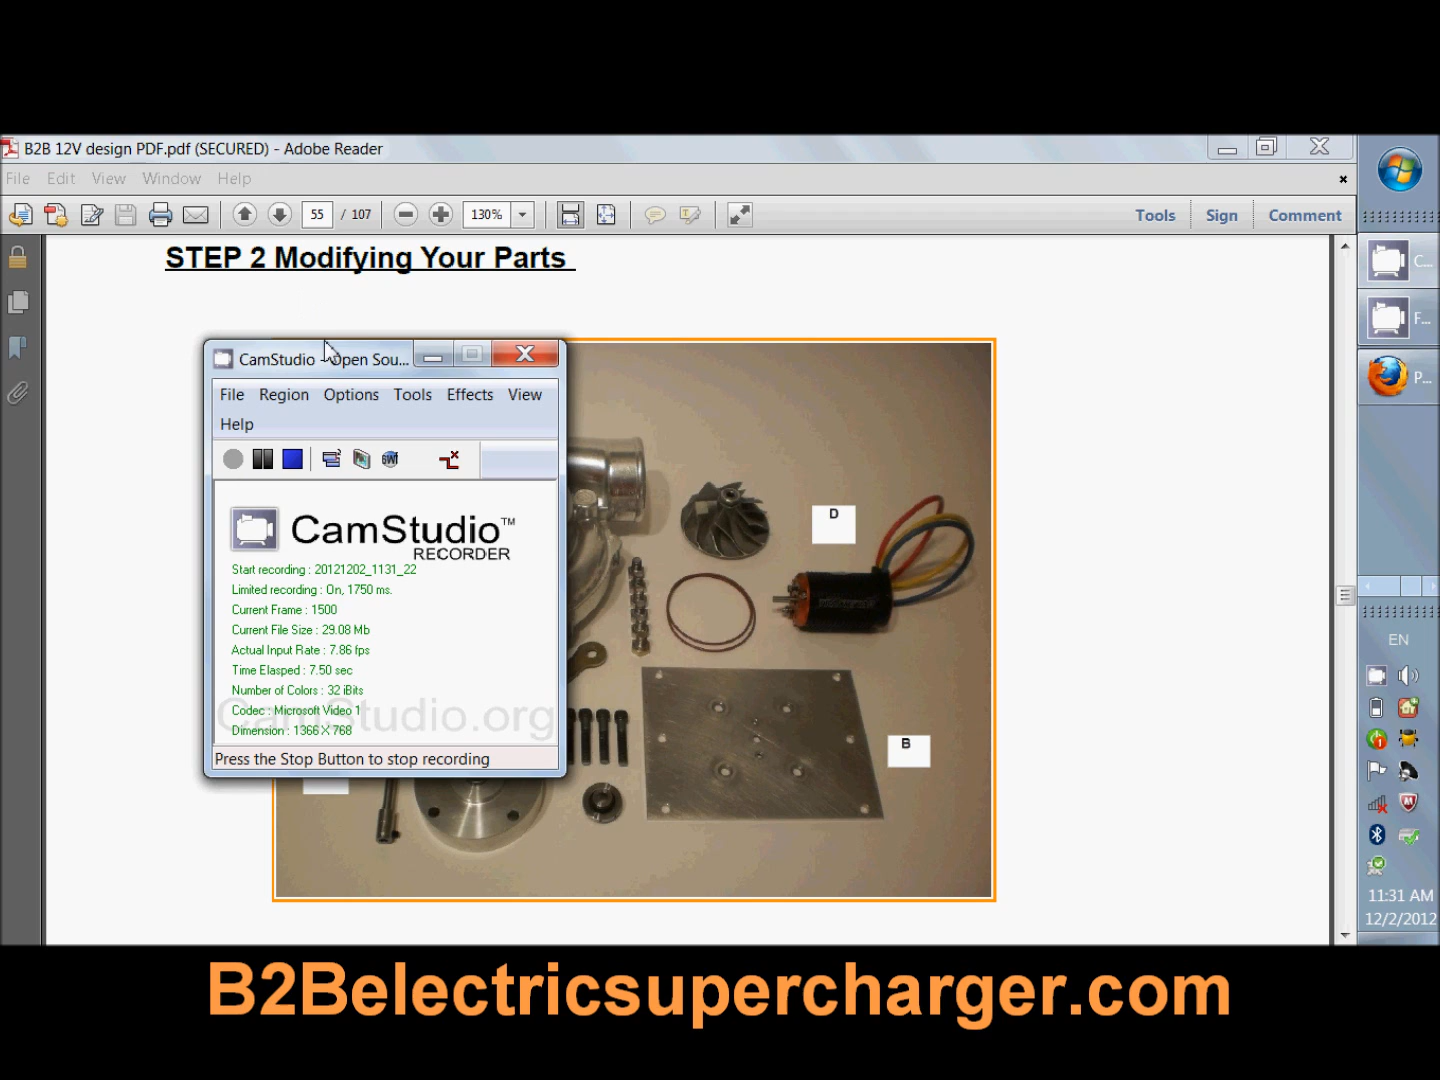 B2B 12V design PDF.pdf (SECURED) - Adobe Reader
File Edit View Window Help
55 / 107 130% Tools Sign Comment
STEP 2 Modifying Your Parts
CamStudio - Open Sou...
File Region Options Tools Effects View
Help
CamStudio™
RECORDER
Start recording : 20121202_1131_22
Limited recording : On, 1750 ms.
Current Frame : 1500
Current File Size : 29.08 Mb
Actual Input Rate : 7.86 fps
Time Elasped : 7.50 sec
Number of Colors : 32 iBits
Codec : Microsoft Video 1
Dimension : 1366 X 768
CamStudio.org
Press the Stop Button to stop recording
D
B
C...
F...
P...
EN
11:31 AM
12/2/2012
B2Belectricsupercharger.com